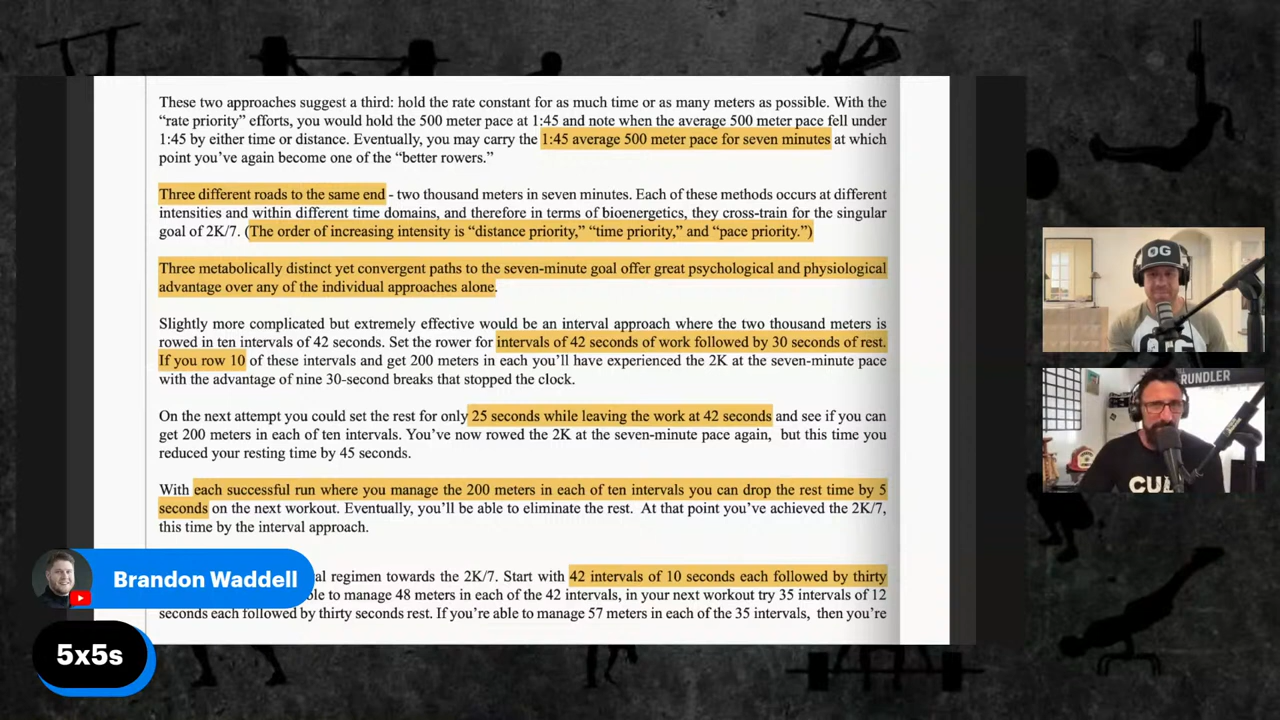 These two approaches suggest a third: hold the rate constant for as much time or as many meters as possible. With the
“rate priority” efforts, you would hold the 500 meter pace at 1:45 and note when the average 500 meter pace fell under
1:45 by either time or distance. Eventually, you may carry the 1:45 average 500 meter pace for seven minutes at which
point you’ve again become one of the “better rowers.”
Three different roads to the same end - two thousand meters in seven minutes. Each of these methods occurs at different
intensities and within different time domains, and therefore in terms of bioenergetics, they cross-train for the singular
goal of 2K/7. (The order of increasing intensity is “distance priority,” “time priority,” and “pace priority.”)
Three metabolically distinct yet convergent paths to the seven-minute goal offer great psychological and physiological
advantage over any of the individual approaches alone.
Slightly more complicated but extremely effective would be an interval approach where the two thousand meters is
rowed in ten intervals of 42 seconds. Set the rower for intervals of 42 seconds of work followed by 30 seconds of rest.
If you row 10 of these intervals and get 200 meters in each you’ll have experienced the 2K at the seven-minute pace
with the advantage of nine 30-second breaks that stopped the clock.
On the next attempt you could set the rest for only 25 seconds while leaving the work at 42 seconds and see if you can
get 200 meters in each of ten intervals. You’ve now rowed the 2K at the seven-minute pace again, but this time you
reduced your resting time by 45 seconds.
With each successful run where you manage the 200 meters in each of ten intervals you can drop the rest time by 5
seconds on the next workout. Eventually, you’ll be able to eliminate the rest. At that point you’ve achieved the 2K/7,
this time by the interval approach.
al regimen towards the 2K/7. Start with 42 intervals of 10 seconds each followed by thirty
le to manage 48 meters in each of the 42 intervals, in your next workout try 35 intervals of 12
seconds each followed by thirty seconds rest. If you’re able to manage 57 meters in each of the 35 intervals, then you’re
Brandon Waddell
5x5s
OG
RUNDLER
CUL